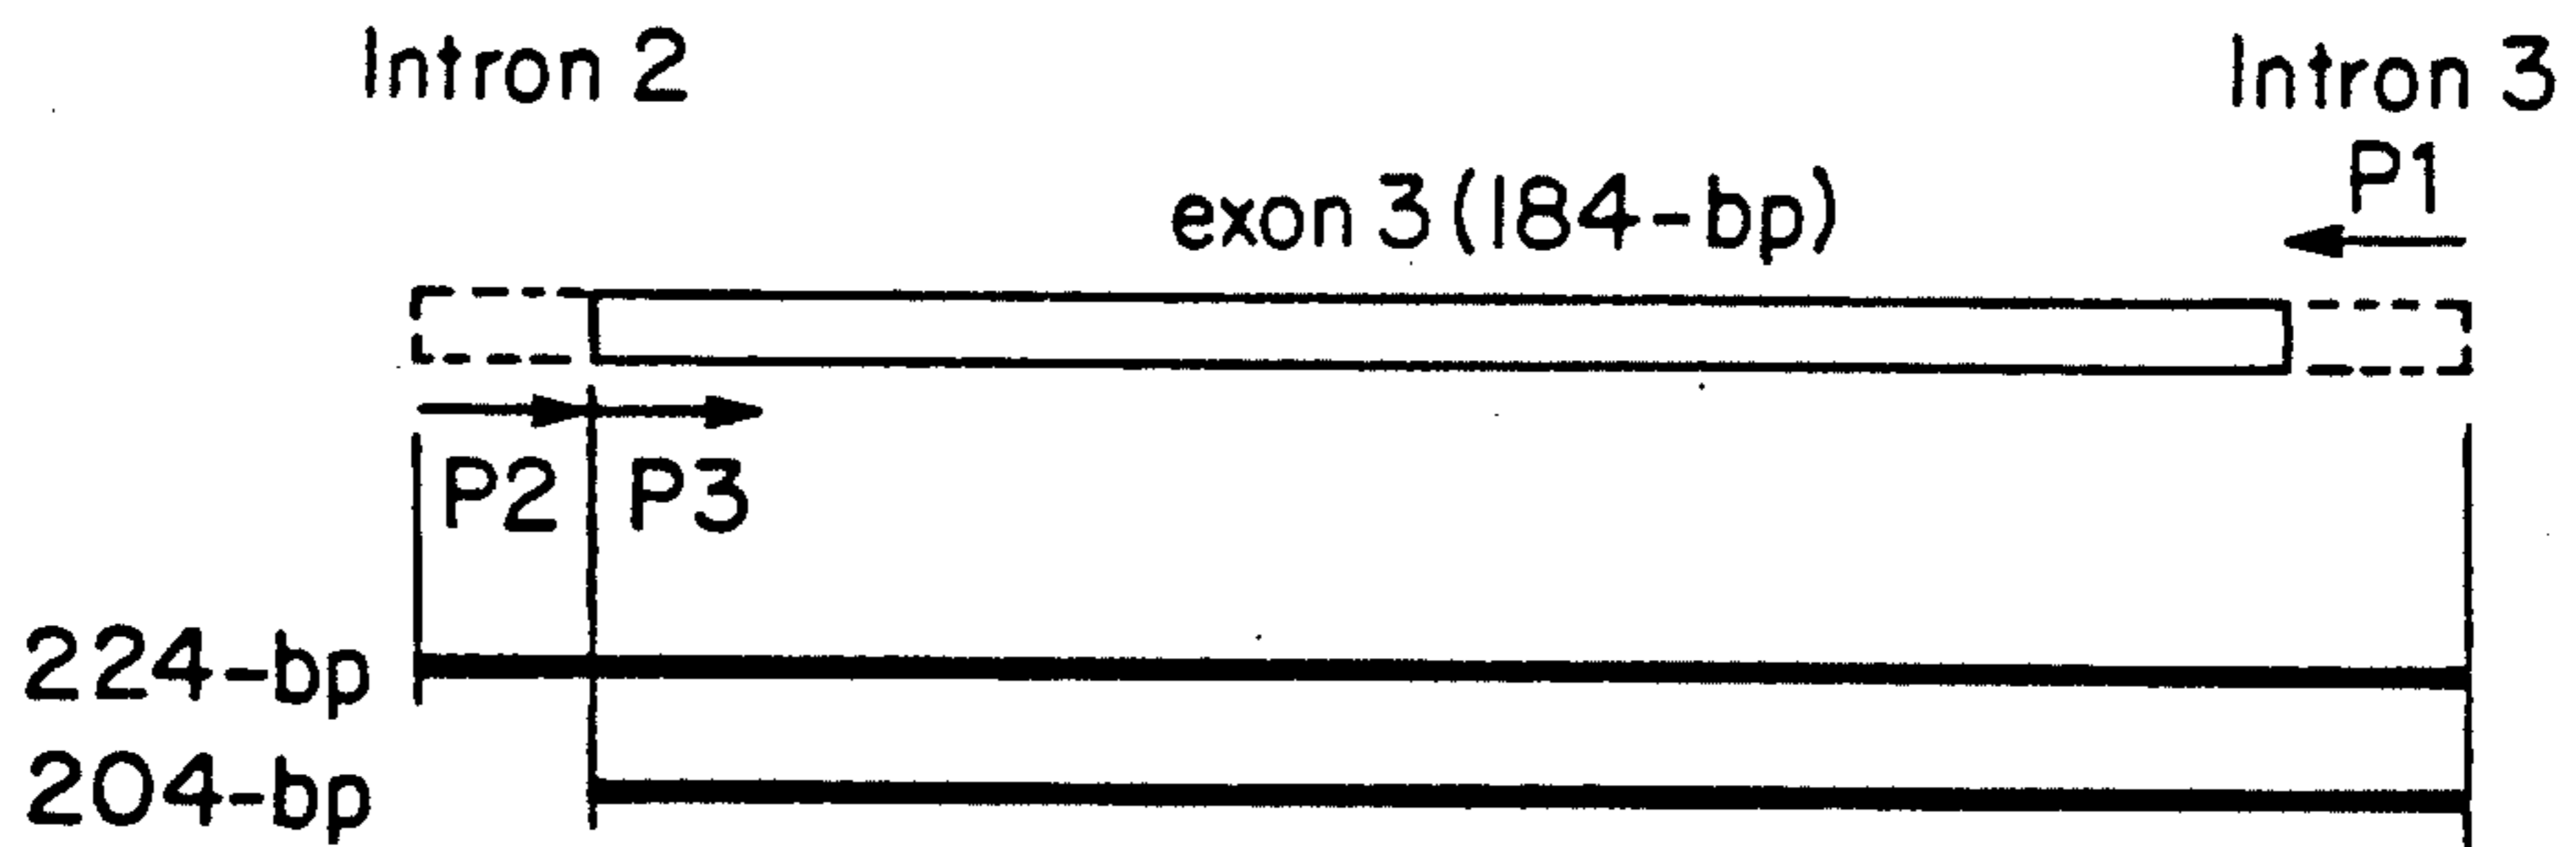 Intron 2
Intron 3
P1
exon 3 (184-bp)
P2
P3
224-bp
204-bp